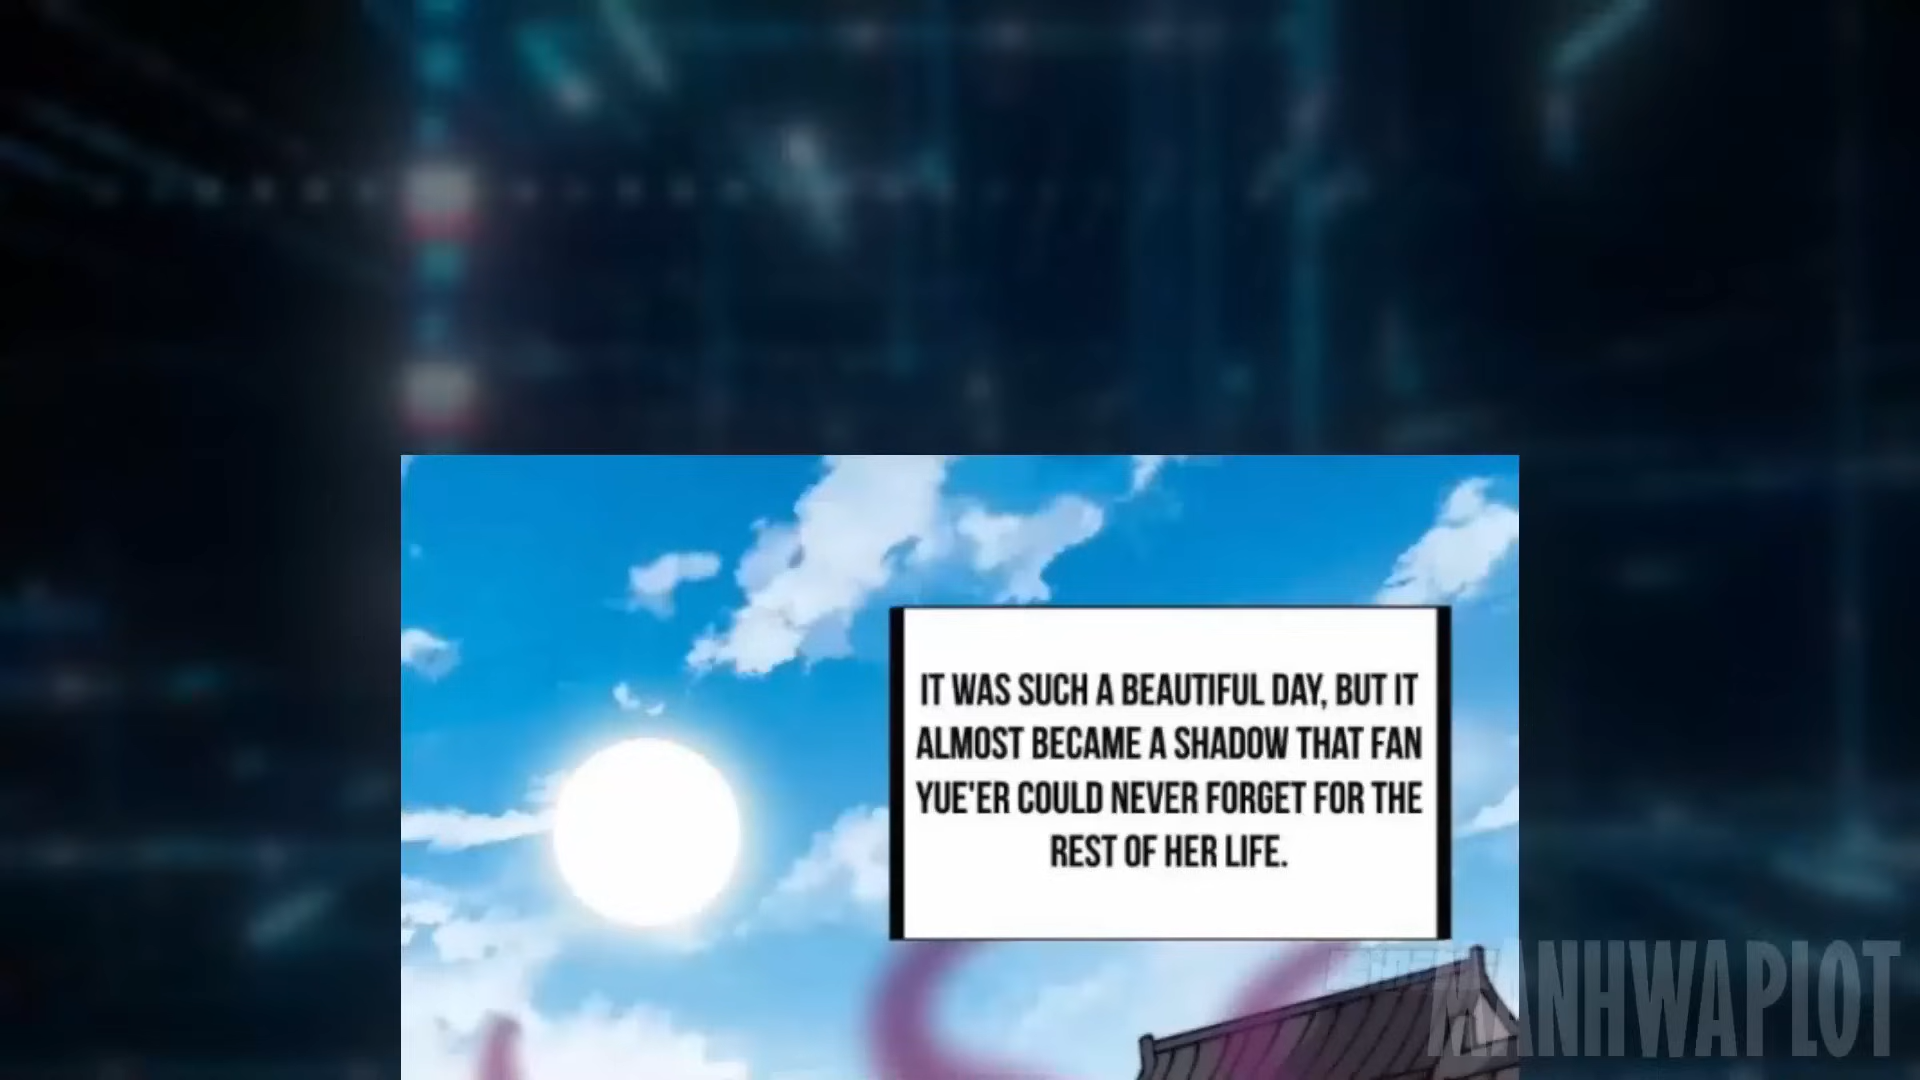 IT WAS SUCH A BEAUTIFUL DAY, BUT IT
ALMOST BECAME A SHADOW THAT FAN
YUE'ER COULD NEVER FORGET FOR THE
REST OF HER LIFE.
MANHWAPLOT